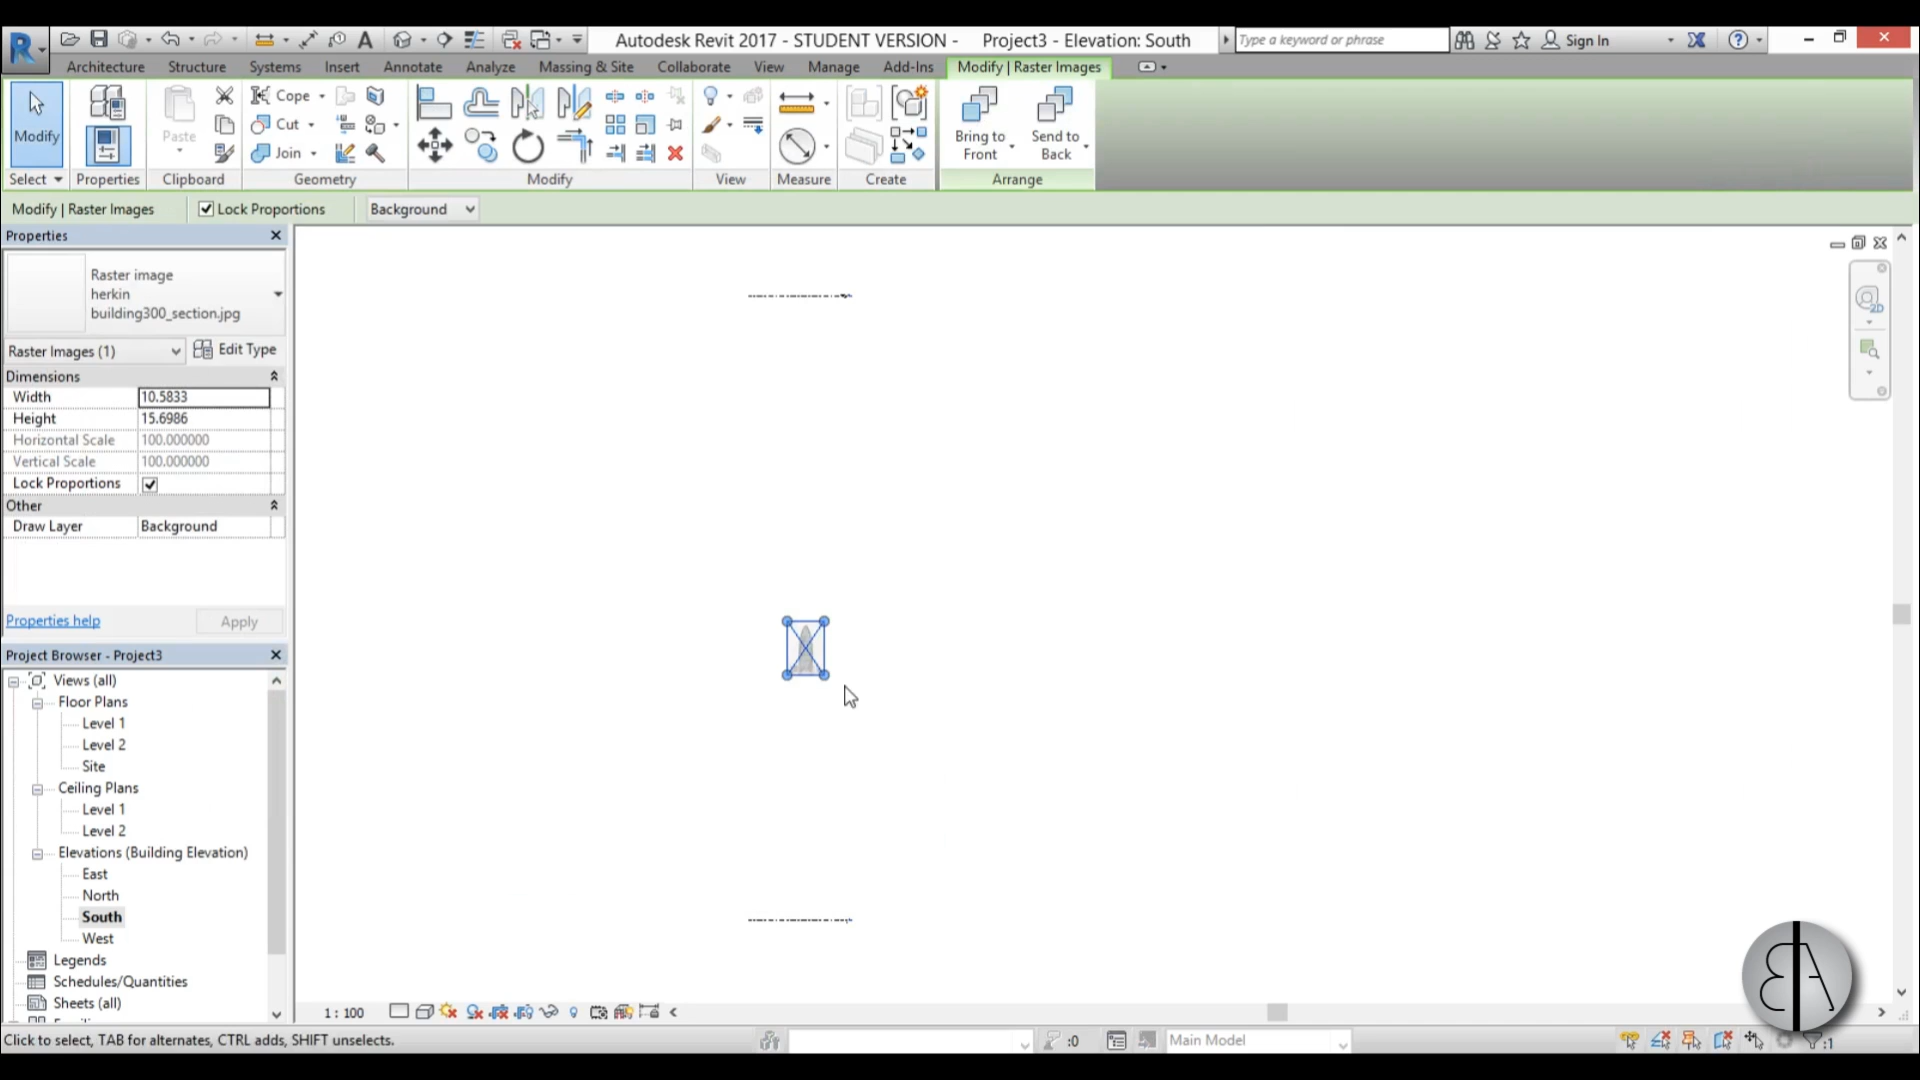 Autodesk Revit 2017 - STUDENT VERSION - Project3 - Elevation: South
Type a keyword or phrase
Sign In
Architecture Structure Systems Insert Annotate Analyze Massing & Site Collaborate View Manage Add-Ins Modify | Raster Images
Modify
Paste
Cope
Cut
Join
Bring to Front
Send to Back
Select Properties Clipboard Geometry Modify View Measure Create Arrange
Modify | Raster Images Lock Proportions Background
Properties
Raster image
herkin
building300_section.jpg
Raster Images (1) Edit Type
Dimensions
Width 10.5833
Height 15.6986
Horizontal Scale 100.000000
Vertical Scale 100.000000
Lock Proportions
Other
Draw Layer Background
Properties help Apply
Project Browser - Project3
Views (all)
Floor Plans
Level 1
Level 2
Site
Ceiling Plans
Level 1
Level 2
Elevations (Building Elevation)
East
North
South
West
Legends
Schedules/Quantities
Sheets (all)
1 : 100
Click to select, TAB for alternates, CTRL adds, SHIFT unselects.
:0
Main Model
:1
2D